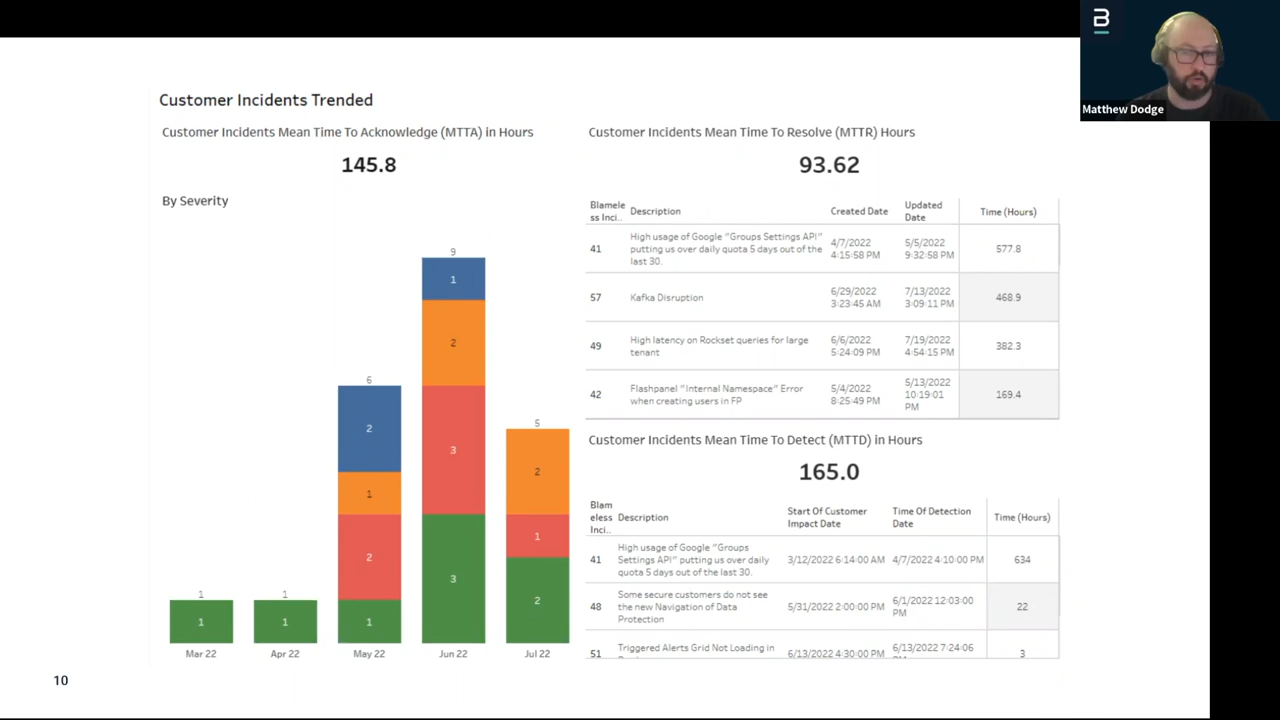 B
Matthew Dodge
Customer Incidents Trended
Customer Incidents Mean Time To Acknowledge (MTTA) in Hours
145.8
By Severity
9
1
2
3
3
6
2
1
2
1
5
2
1
2
1
1
1
1
Mar 22
Apr 22
May 22
Jun 22
Jul 22
Customer Incidents Mean Time To Resolve (MTTR) Hours
93.62
Blamele
ss Inci..
Description
Created Date
Updated
Date
Time (Hours)
41
High usage of Google "Groups Settings API"
putting us over daily quota 5 days out of the
last 30.
4/7/2022
4:15:58 PM
5/5/2022
9:32:58 PM
577.8
57
Kafka Disruption
6/29/2022
3:23:45 AM
7/13/2022
3:09:11 PM
468.9
49
High latency on Rockset queries for large
tenant
6/6/2022
5:24:09 PM
7/19/2022
4:54:15 PM
382.3
42
Flashpanel "Internal Namespace" Error
when creating users in FP
5/4/2022
8:25:49 PM
5/13/2022
10:19:01
PM
169.4
Customer Incidents Mean Time To Detect (MTTD) in Hours
165.0
Blam
eless
Inci..
Description
Start Of Customer
Impact Date
Time Of Detection
Date
Time (Hours)
41
High usage of Google "Groups
Settings API" putting us over daily
quota 5 days out of the last 30.
3/12/2022 6:14:00 AM
4/7/2022 4:10:00 PM
634
48
Some secure customers do not see
the new Navigation of Data
Protection
5/31/2022 2:00:00 PM
6/1/2022 12:03:00
PM
22
51
Triggered Alerts Grid Not Loading in
6/13/2022 4:30:00 PM
6/13/2022 7:24:06
3
10